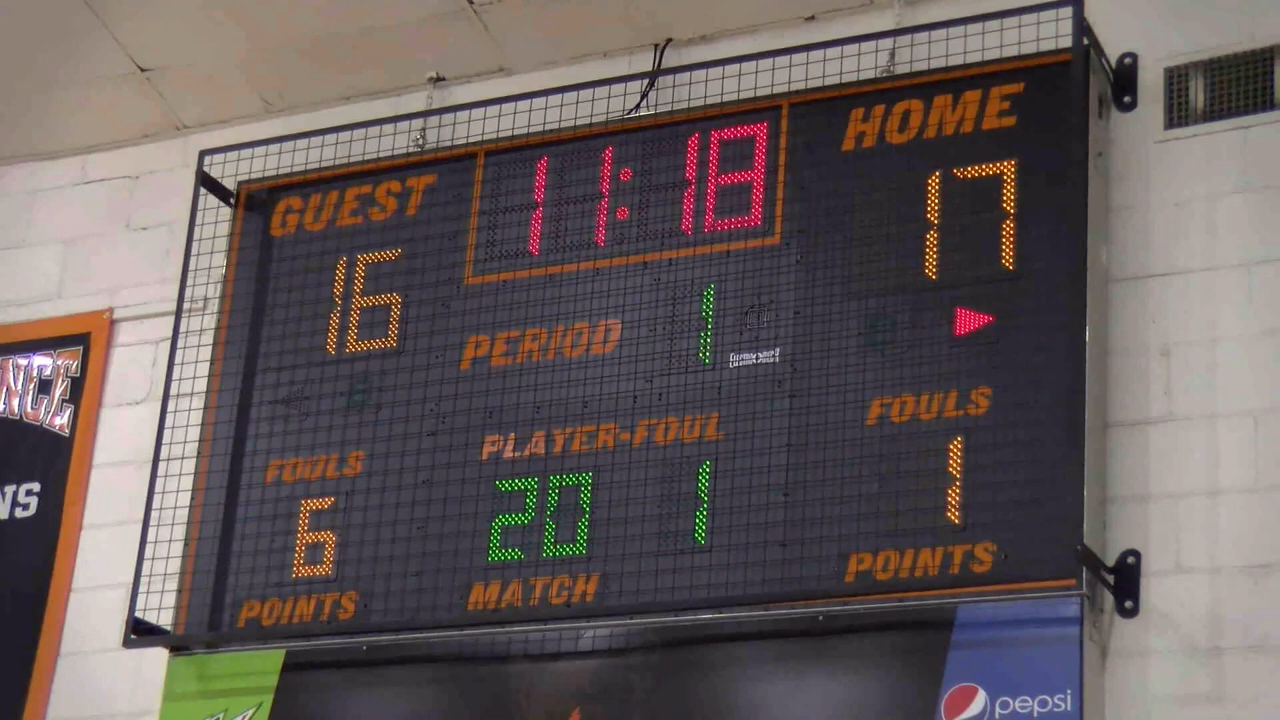 GUEST
11:18
HOME
16
17
PERIOD
1
FOULS
PLAYER-FOUL
FOULS
6
20
1
1
POINTS
MATCH
POINTS
NCE
NS
pepsi